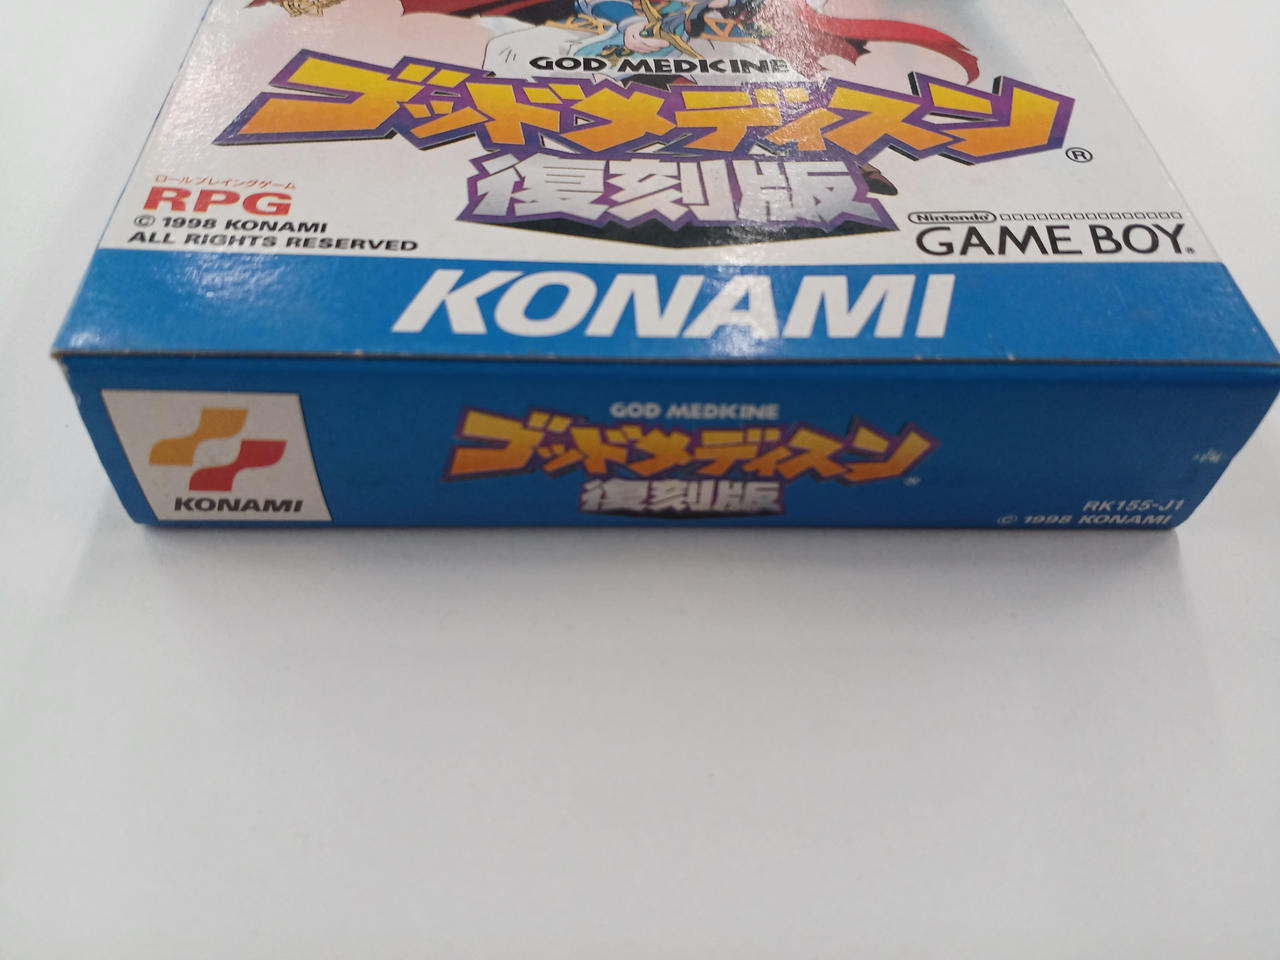 GOD MEDICINE
ゴッドメディスン®
復刻版
ロールプレイングゲーム
RPG
© 1998 KONAMI
ALL RIGHTS RESERVED
Nintendo®
GAME BOY®
KONAMI
KONAMI
GOD MEDICINE
ゴッドメディスン®
復刻版
RK155-J1
© 1998 KONAMI